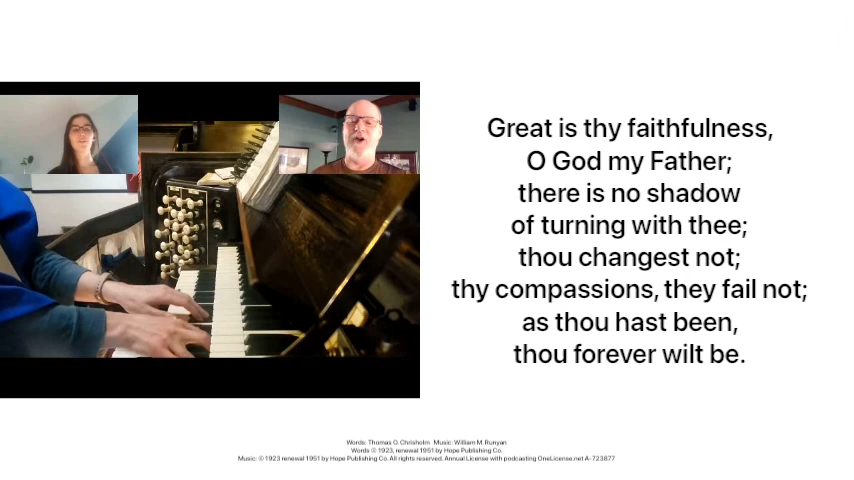 Great is thy faithfulness,
O God my Father;
there is no shadow
of turning with thee;
thou changest not;
thy compassions, they fail not;
as thou hast been,
thou forever wilt be.
Words: Thomas O. Chrisholm Music: William M. Runyan
Words © 1923, renewal 1951 by Hope Publishing Co.
Music: © 1923 renewal 1951 by Hope Publishing Co. All rights reserved. Annual License with podcasting OneLicense.net A-723877